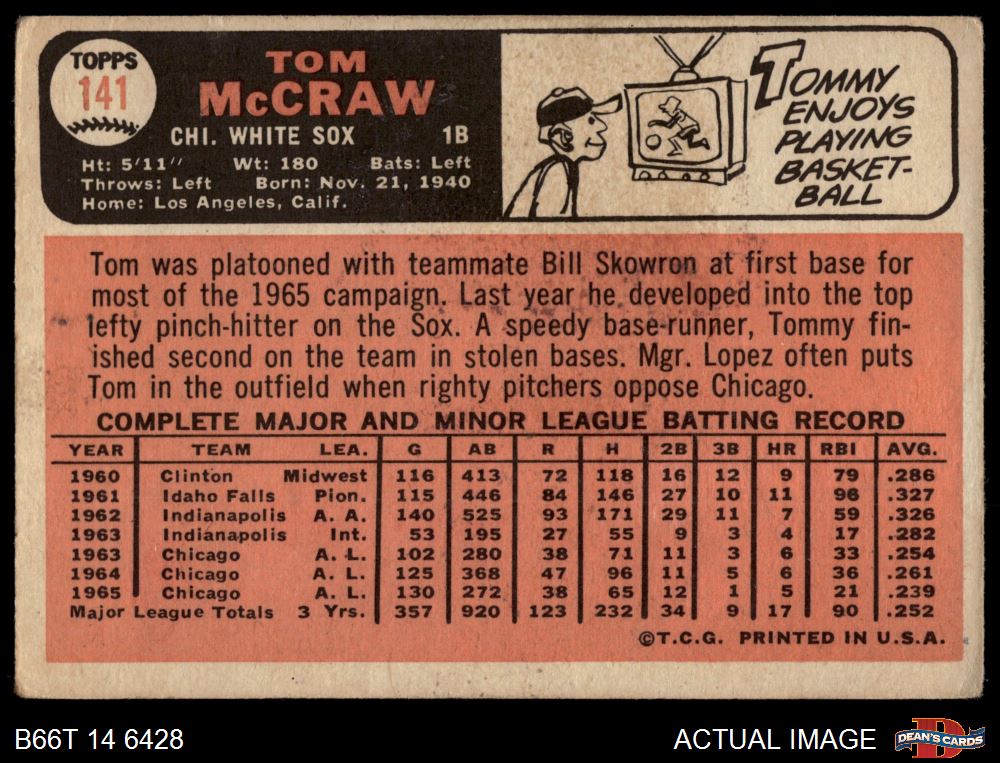 TOPPS
141
TOM
McCRAW
CHI. WHITE SOX 1B
Ht: 5'11" Wt: 180 Bats: Left
Throws: Left Born: Nov. 21, 1940
Home: Los Angeles, Calif.
TOMMY
ENJOYS
PLAYING
BASKET-
BALL
Tom was platooned with teammate Bill Skowron at first base for
most of the 1965 campaign. Last year he developed into the top
lefty pinch-hitter on the Sox. A speedy base-runner, Tommy fin-
ished second on the team in stolen bases. Mgr. Lopez often puts
Tom in the outfield when righty pitchers oppose Chicago.
COMPLETE MAJOR AND MINOR LEAGUE BATTING RECORD
YEAR TEAM LEA. G AB R H 2B 3B HR RBI AVG.
1960 Clinton Midwest 116 413 72 118 16 12 9 79 .286
1961 Idaho Falls Pion. 115 446 84 146 27 10 11 96 .327
1962 Indianapolis A. A. 140 525 93 171 29 11 7 59 .326
1963 Indianapolis Int. 53 195 27 55 9 3 4 17 .282
1963 Chicago A. L. 102 280 38 71 11 3 6 33 .254
1964 Chicago A. L. 125 368 47 96 11 5 6 36 .261
1965 Chicago A. L. 130 272 38 65 12 1 5 21 .239
Major League Totals 3 Yrs. 357 920 123 232 34 9 17 90 .252
©T.C.G. PRINTED IN U.S.A.
B66T 14 6428
ACTUAL IMAGE
DEAN'S CARDS